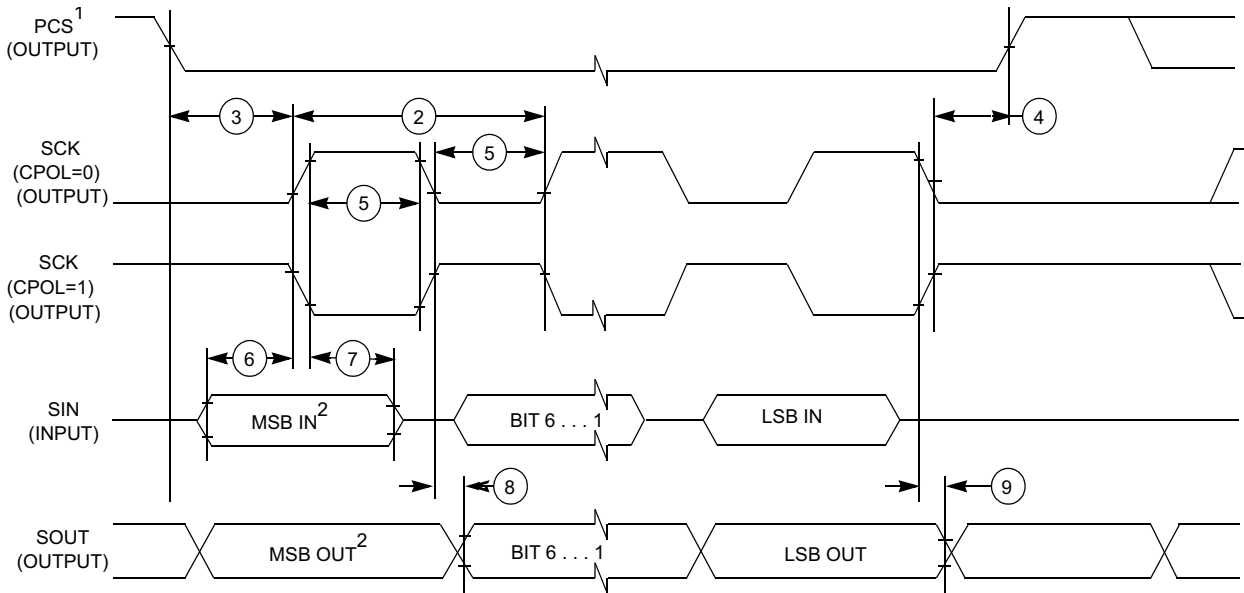 PCS1
(OUTPUT)
3
2
4
SCK
(CPOL=0)
(OUTPUT)
5
5
SCK
(CPOL=1)
(OUTPUT)
6
7
SIN
(INPUT)
MSB IN2
BIT 6 . . . 1
LSB IN
8
9
SOUT
(OUTPUT)
MSB OUT2
BIT 6 . . . 1
LSB OUT